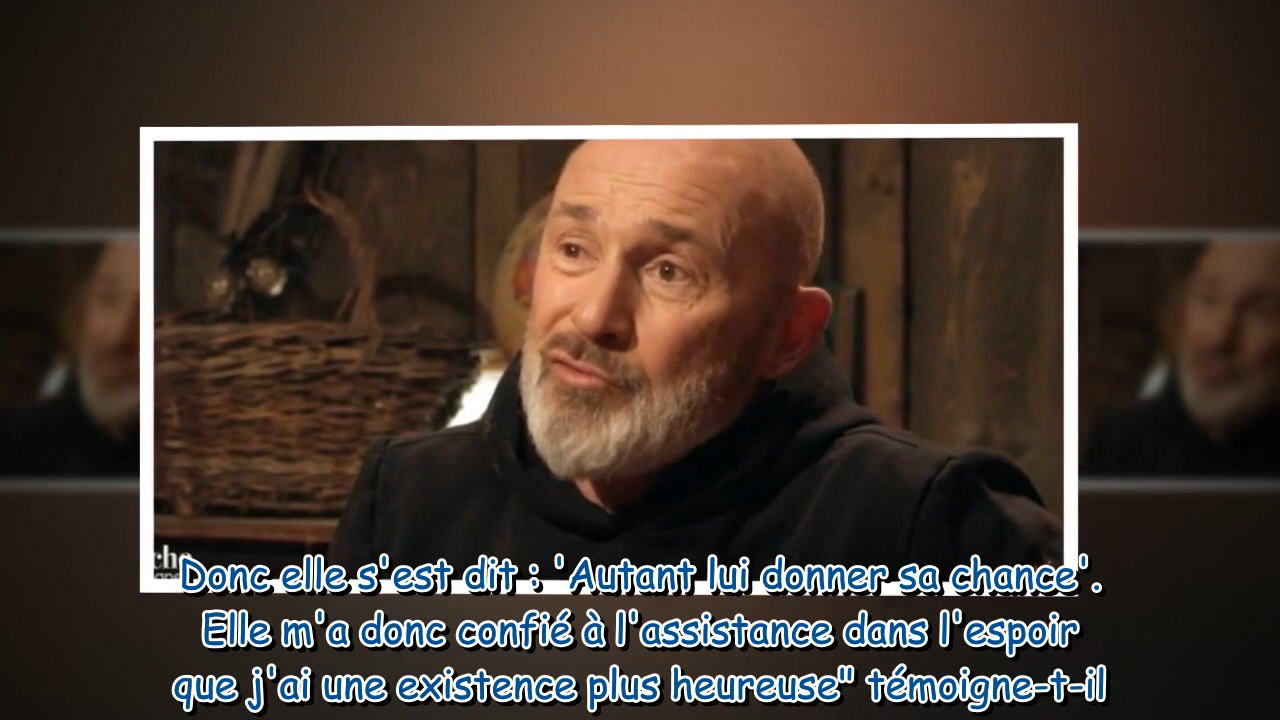 che
Donc elle s'est dit : 'Autant lui donner sa chance'.
Elle m'a donc confié à l'assistance dans l'espoir
que j'ai une existence plus heureuse" témoigne-t-il